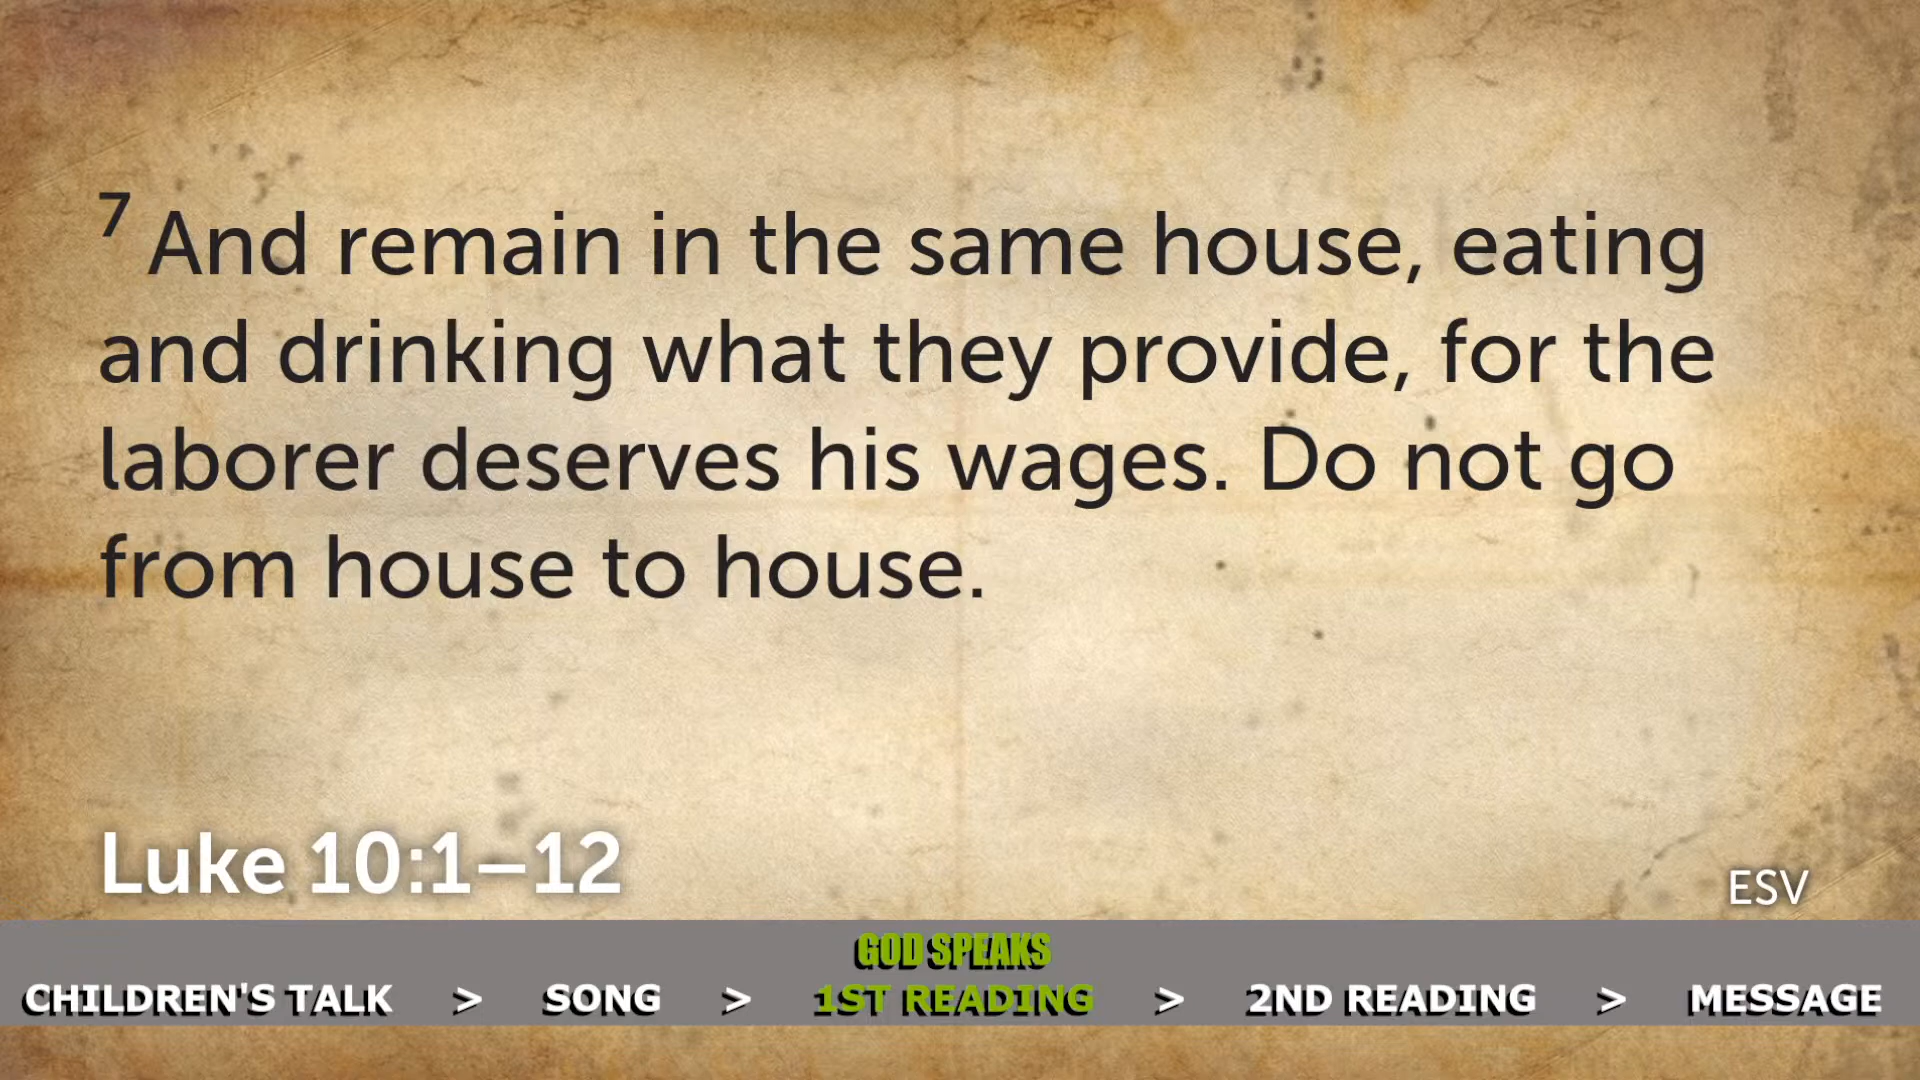 7 And remain in the same house, eating
and drinking what they provide, for the
laborer deserves his wages. Do not go
from house to house.
Luke 10:1–12
ESV
GOD SPEAKS
CHILDREN'S TALK > SONG > 1ST READING > 2ND READING > MESSAGE